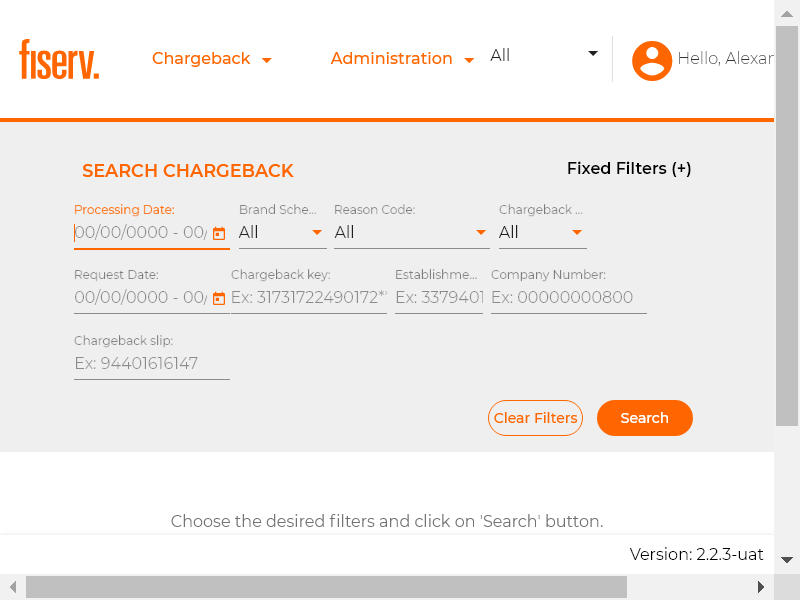 fiserv.
Chargeback
Administration
All
Hello, Alexar
SEARCH CHARGEBACK
Fixed Filters (+)
Processing Date:
Brand Sche...
Reason Code:
Chargeback ...
00/00/0000 - 00/
All
All
All
Request Date:
Chargeback key:
Establishme...
Company Number:
00/00/0000 - 00/
Ex: 31731722490172**
Ex: 3379401
Ex: 00000000800
Chargeback slip:
Ex: 94401616147
Clear Filters
Search
Choose the desired filters and click on 'Search' button.
Version: 2.2.3-uat